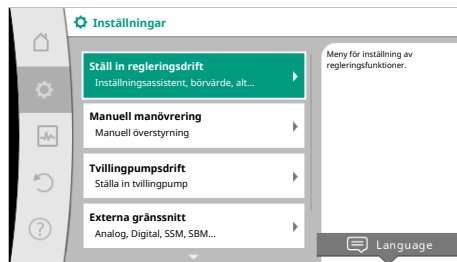 Inställningar
Ställ in regleringsdrift
Inställningsassistent, börvärde, alt...
Manuell manövrering
Manuell överstyrning
Tvillingpumpsdrift
Ställa in tvillingpump
Externa gränssnitt
Analog, Digital, SSM, SBM...
Meny för inställning av
regleringsfunktioner.
Language